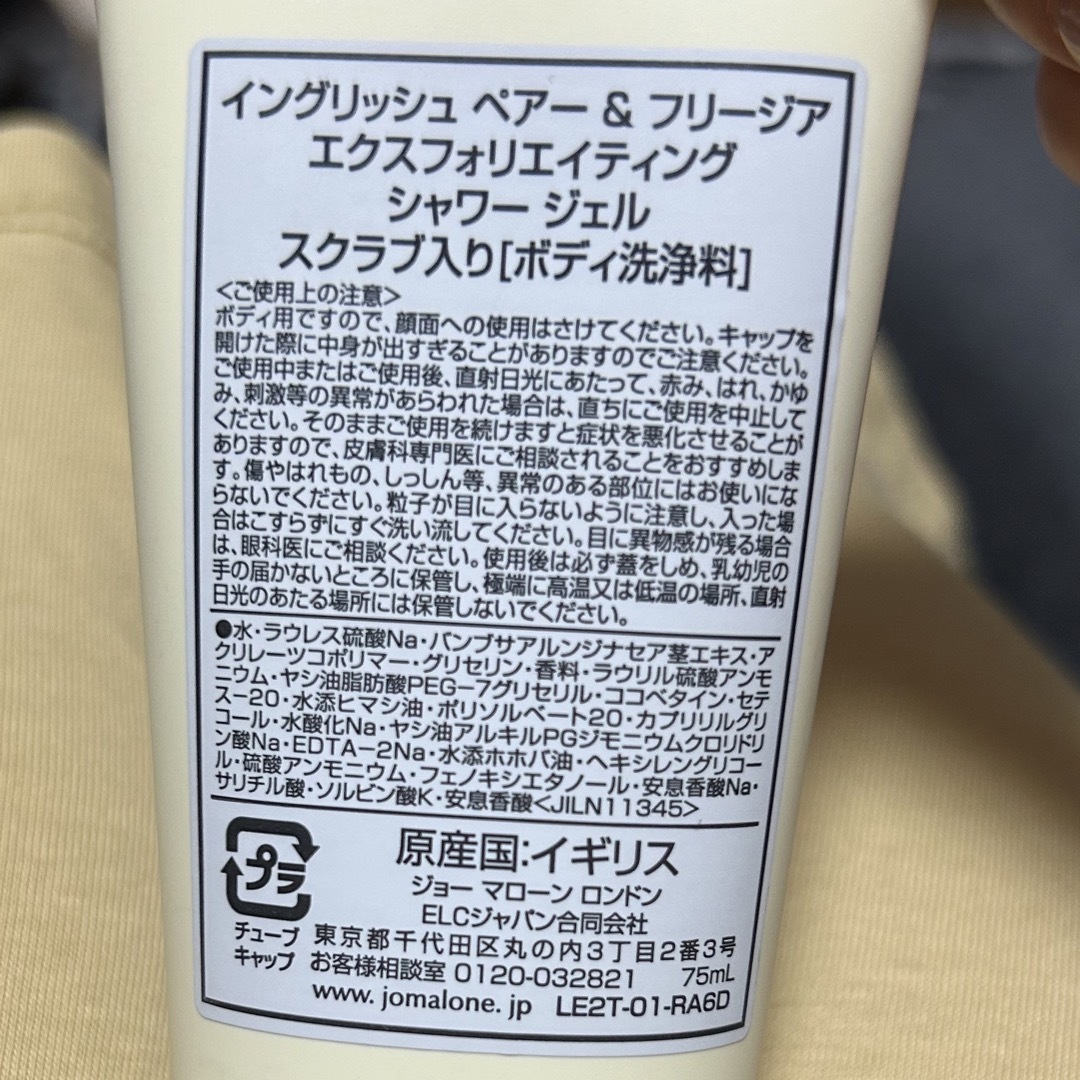 イングリッシュ ペアー & フリージア
エクスフォリエイティング
シャワー ジェル
スクラブ入り[ボディ洗浄料]
<ご使用上の注意>
ボディ用ですので、顔面への使用はさけてください。キャップを
開けた際に中身が出すぎることがありますのでご注意ください。
ご使用中またはご使用後、直射日光にあたって、赤み、はれ、かゆ
み、刺激等の異常があらわれた場合は、直ちにご使用を中止して
ください。そのままご使用を続けますと症状を悪化させることが
ありますので、皮膚科専門医にご相談されることをおすすめしま
す。傷やはれもの、しっしん等、異常のある部位にはお使いにな
らないでください。粒子が目に入らないように注意し、入った場
合はこすらずにすぐ洗い流してください。目に異物感が残る場合
は、眼科医にご相談ください。使用後は必ず蓋をしめ、乳幼児の
手の届かないところに保管し、極端に高温又は低温の場所、直射
日光のあたる場所には保管しないでください。
●水・ラウレス硫酸Na・バンブサアルンジナセア茎エキス・ア
クリレーツコポリマー・グリセリン・香料・ラウリル硫酸アンモ
ニウム・ヤシ油脂肪酸PEG-7グリセリル・ココベタイン・セテ
ス-20・水添ヒマシ油・ポリソルベート20・カプリリルグリ
コール・水酸化Na・ヤシ油アルキルPGジモニウムクロリドリ
ン酸Na・EDTA-2Na・水添ホホバ油・ヘキシレングリコー
ル・硫酸アンモニウム・フェノキシエタノール・安息香酸Na・
サリチル酸・ソルビン酸K・安息香酸<JILN11345>
プラ
チューブ
キャップ
原産国:イギリス
ジョー マローン ロンドン
ELCジャパン合同会社
東京都千代田区丸の内3丁目2番3号
お客様相談室 0120-032821 75mL
www.jomalone.jp LE2T-01-RA6D